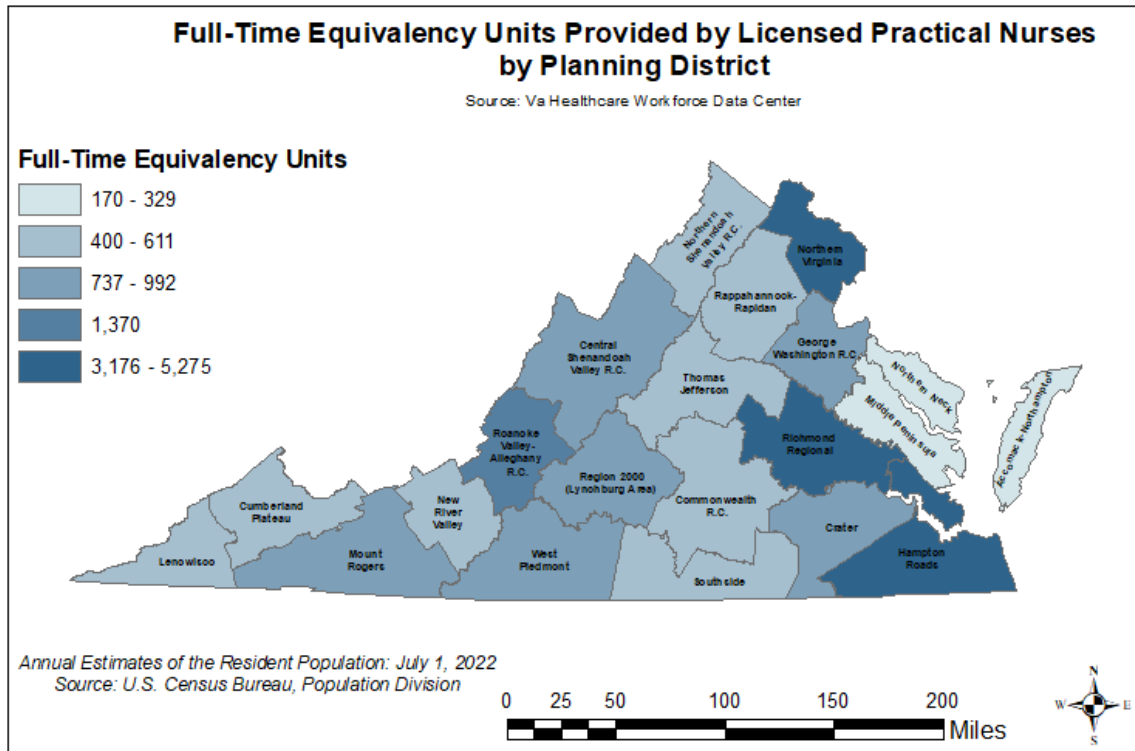 Full-Time Equivalency Units Provided by Licensed Practical Nurses
by Planning District
Source: Va Healthcare Workforce Data Center
Full-Time Equivalency Units
170 - 329
400 - 611
737 - 992
1,370
3,176 - 5,275
Northern
Shenandoah
Valley R.C.
Northern
Virginia
Rappahannook-
Rapidan
Central
Shenandoah
Valley R.C.
George
Washington R.C.
Northern Neck
Thomas
Jefferson
Middle Peninsula
Accomack-Northampton
Roanoke
Valley-
Alleghany
R.C.
Richmond
Regional
Region 2000
(Lynohburg Area)
Commonwealth
R.C.
Cumberland
Plateau
New
River
Valley
Crater
Lenowisoo
Mount
Rogers
West
Piedmont
Southside
Hampton
Roads
Annual Estimates of the Resident Population: July 1, 2022
Source: U.S. Census Bureau, Population Division
0 25 50 100 150 200
Miles
N
W E
S